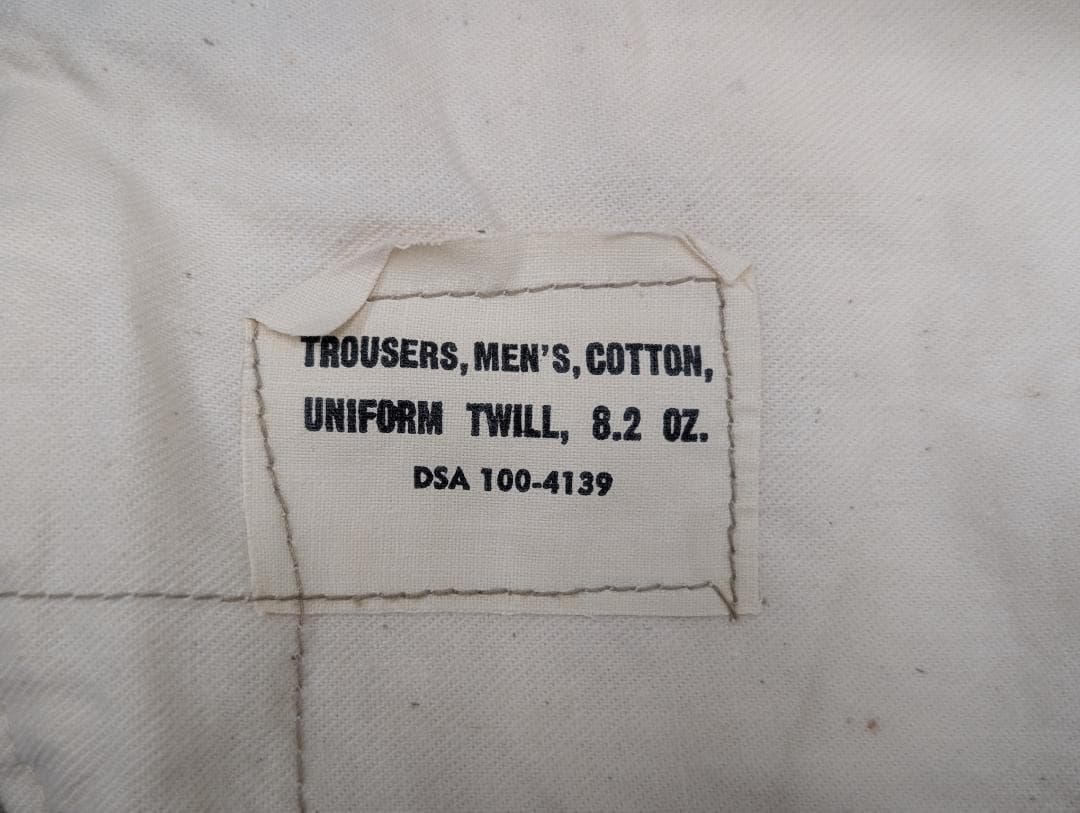 TROUSERS, MEN'S, COTTON,
UNIFORM TWILL, 8.2 OZ.
DSA 100-4139